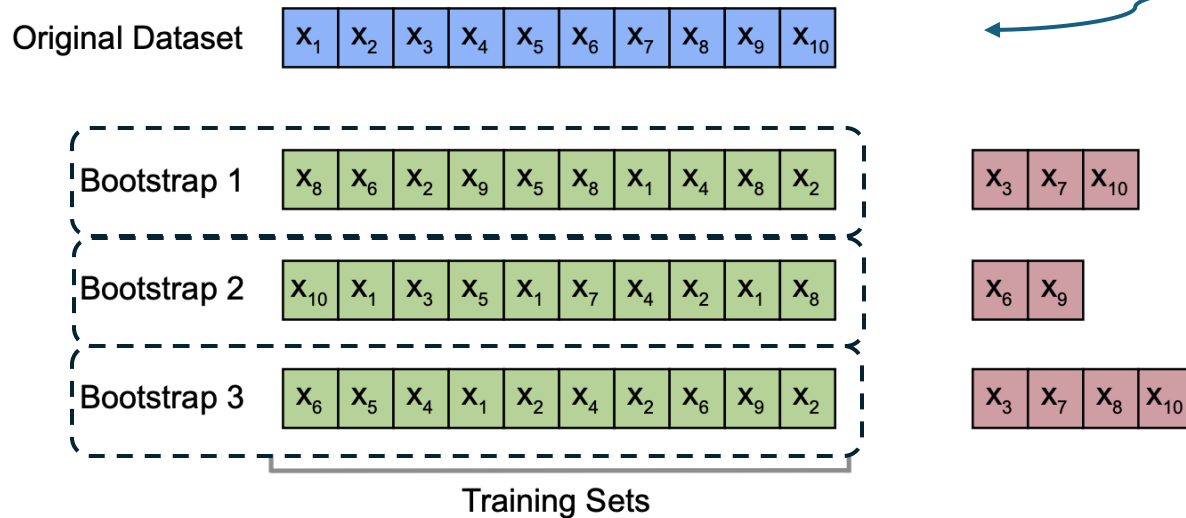 Original Dataset x₁ x₂ x₃ x₄ x₅ x₆ x₇ x₈ x₉ x₁₀
Bootstrap 1 x₈ x₆ x₂ x₉ x₅ x₈ x₁ x₄ x₈ x₂ x₃ x₇ x₁₀
Bootstrap 2 x₁₀ x₁ x₃ x₅ x₁ x₇ x₄ x₂ x₁ x₈ x₆ x₉
Bootstrap 3 x₆ x₅ x₄ x₁ x₂ x₄ x₂ x₆ x₉ x₂ x₃ x₇ x₈ x₁₀
Training Sets